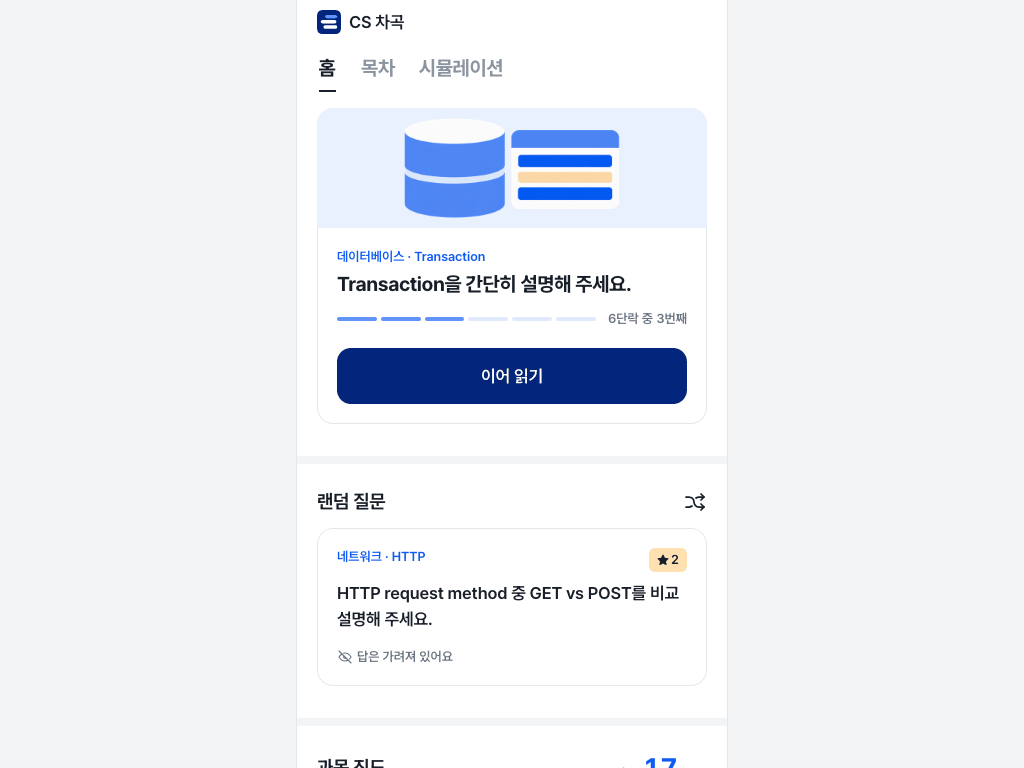 CS 차곡
홈 목차 시뮬레이션
데이터베이스 · Transaction
Transaction을 간단히 설명해 주세요.
6단락 중 3번째
이어 읽기
랜덤 질문
네트워크 · HTTP
★2
HTTP request method 중 GET vs POST를 비교
설명해 주세요.
답은 가려져 있어요
17